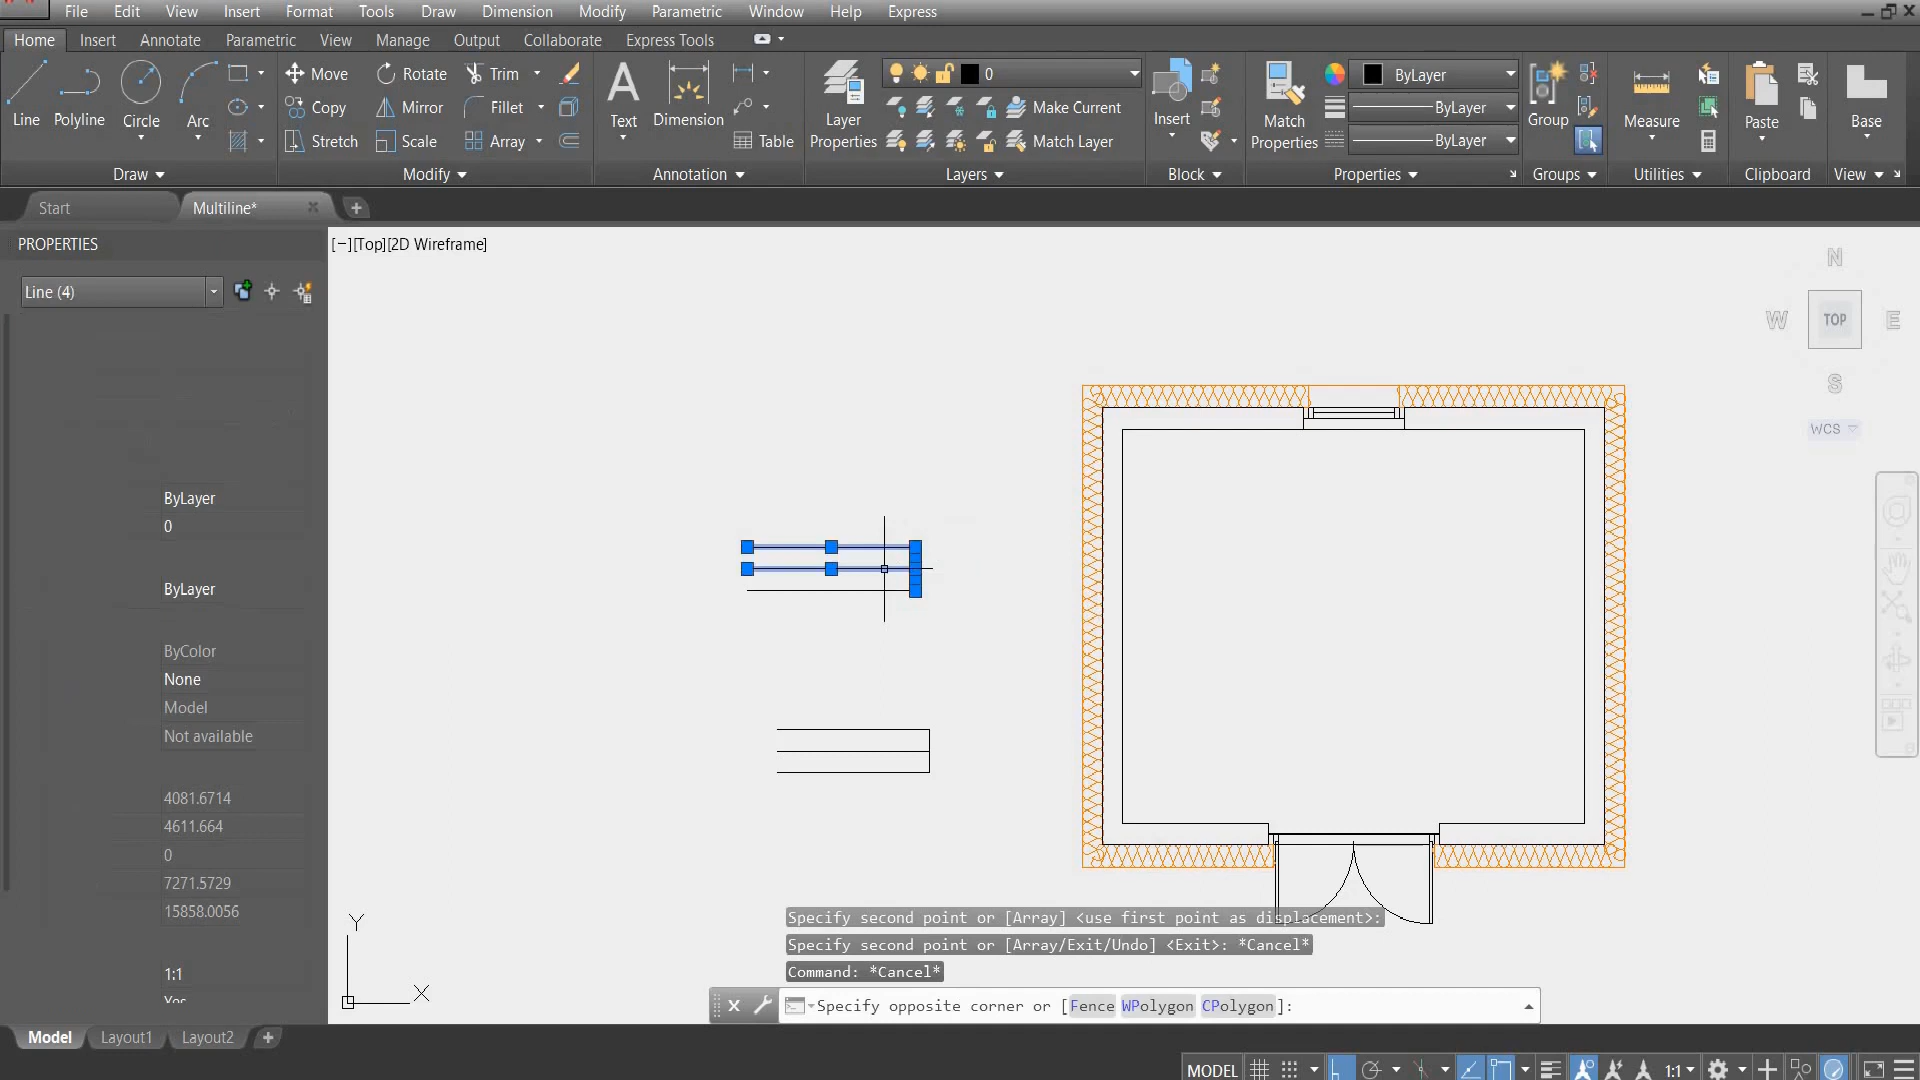 File Edit View Insert Format Tools Draw Dimension Modify Parametric Window Help Express
Home Insert Annotate Parametric View Manage Output Collaborate Express Tools
Line Polyline Circle Arc
Move Rotate Trim
Copy Mirror Fillet
Stretch Scale Array
Text Dimension Table
Layer Properties
0
Make Current
Match Layer
Insert
Match Properties
ByLayer
ByLayer
ByLayer
Group
Measure
Paste
Base
Draw Modify Annotation Layers Block Properties Groups Utilities Clipboard View
Start Multiline*
PROPERTIES
[−][Top][2D Wireframe]
Line (4)
N
W TOP E
S
WCS
ByLayer
0
ByLayer
ByColor
None
Model
Not available
4081.6714
4611.664
0
7271.5729
15858.0056
1:1
Yes
Y
X
Specify second point or [Array] <use first point as displacement>:
Specify second point or [Array/Exit/Undo] <Exit>: *Cancel*
Command: *Cancel*
Specify opposite corner or [Fence WPolygon CPolygon]:
Model Layout1 Layout2
MODEL 1:1